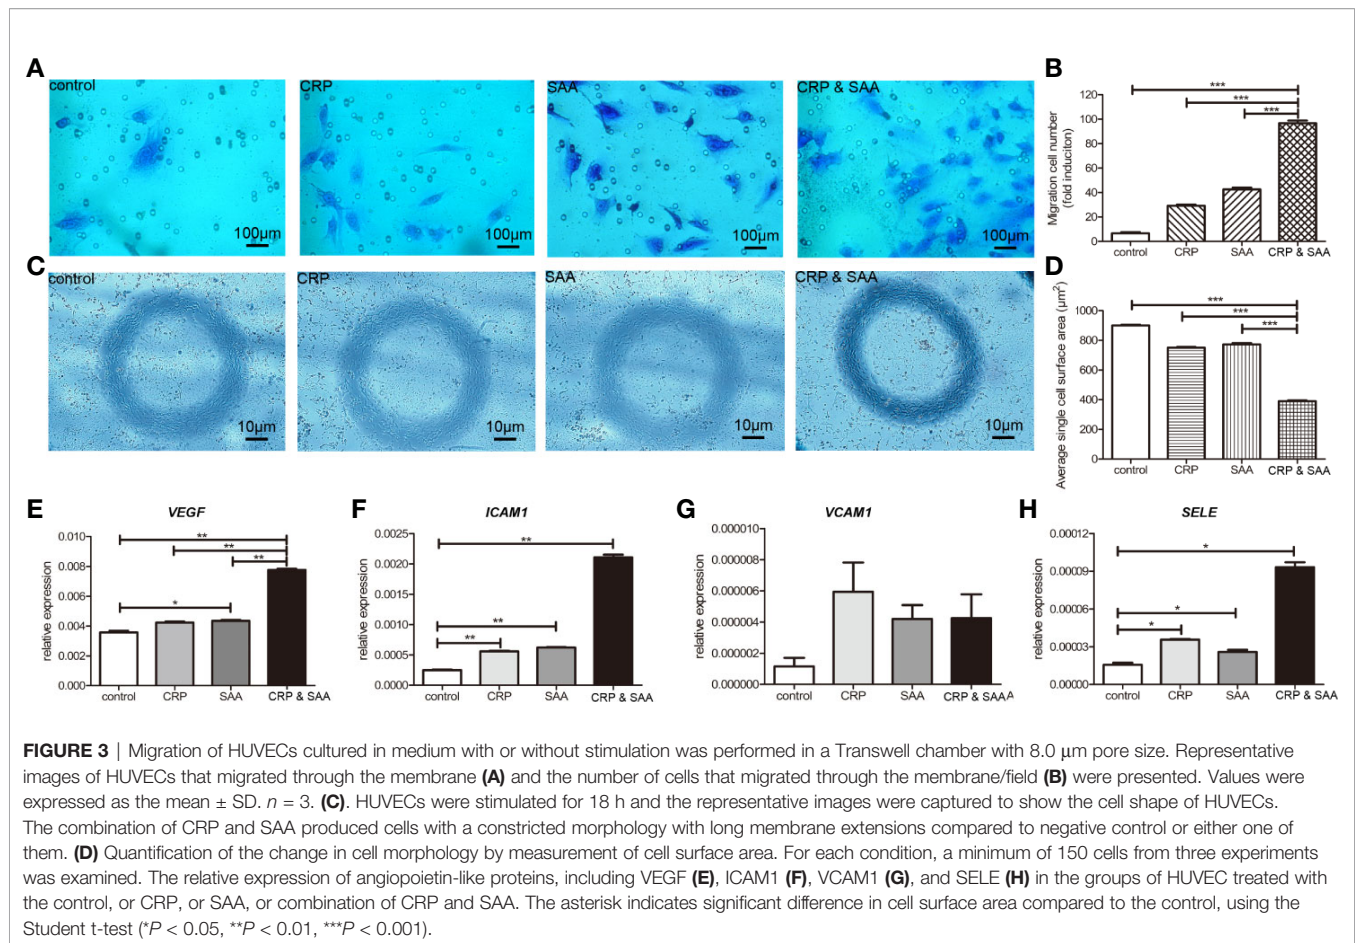 A
control
CRP
SAA
CRP & SAA
100µm
100µm
100µm
100µm
B
Migration cell number
(fold induciton)
120
100
80
60
40
20
0
***
***
***
control
CRP
SAA
CRP & SAA
C
control
CRP
SAA
CRP & SAA
10µm
10µm
10µm
10µm
D
Average single cell surface area (µm²)
1000
800
600
400
200
0
***
***
***
control
CRP
SAA
CRP & SAA
E
VEGF
relative expression
0.010
0.008
0.006
0.004
0.002
0.000
**
**
**
*
control
CRP
SAA
CRP & SAA
F
ICAM1
relative expression
0.0025
0.0020
0.0015
0.0010
0.0005
0.0000
**
**
**
control
CRP
SAA
CRP & SAA
G
VCAM1
relative expression
0.000010
0.000008
0.000006
0.000004
0.000002
0.000000
control
CRP
SAA
CRP & SAAA
H
SELE
relative expression
0.00012
0.00009
0.00006
0.00003
0.00000
*
*
*
control
CRP
SAA
CRP & SAA
FIGURE 3 | Migration of HUVECs cultured in medium with or without stimulation was performed in a Transwell chamber with 8.0 µm pore size. Representative
images of HUVECs that migrated through the membrane (A) and the number of cells that migrated through the membrane/field (B) were presented. Values were
expressed as the mean ± SD. n = 3. (C). HUVECs were stimulated for 18 h and the representative images were captured to show the cell shape of HUVECs.
The combination of CRP and SAA produced cells with a constricted morphology with long membrane extensions compared to negative control or either one of
them. (D) Quantification of the change in cell morphology by measurement of cell surface area. For each condition, a minimum of 150 cells from three experiments
was examined. The relative expression of angiopoietin-like proteins, including VEGF (E), ICAM1 (F), VCAM1 (G), and SELE (H) in the groups of HUVEC treated with
the control, or CRP, or SAA, or combination of CRP and SAA. The asterisk indicates significant difference in cell surface area compared to the control, using the
Student t-test (*P < 0.05, **P < 0.01, ***P < 0.001).